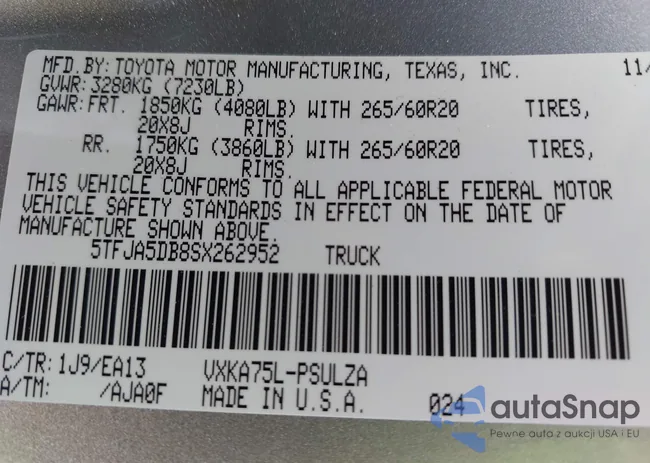 MFD. BY: TOYOTA MOTOR MANUFACTURING, TEXAS, INC. 11/
GVWR: 3280KG (7230LB)
GAWR: FRT. 1850KG (4080LB) WITH 265/60R20 TIRES,
20X8J RIMS.
RR. 1750KG (3860LB) WITH 265/60R20 TIRES,
20X8J RIMS.
THIS VEHICLE CONFORMS TO ALL APPLICABLE FEDERAL MOTOR
VEHICLE SAFETY STANDARDS IN EFFECT ON THE DATE OF
MANUFACTURE SHOWN ABOVE.
5TFJA5DB8SX262952 TRUCK
C/TR: 1J9/EA13 VXKA75L-PSULZA
A/TM: /AJA0F MADE IN U.S.A. 024
autaSnap
Pewne auta z aukcji USA i EU